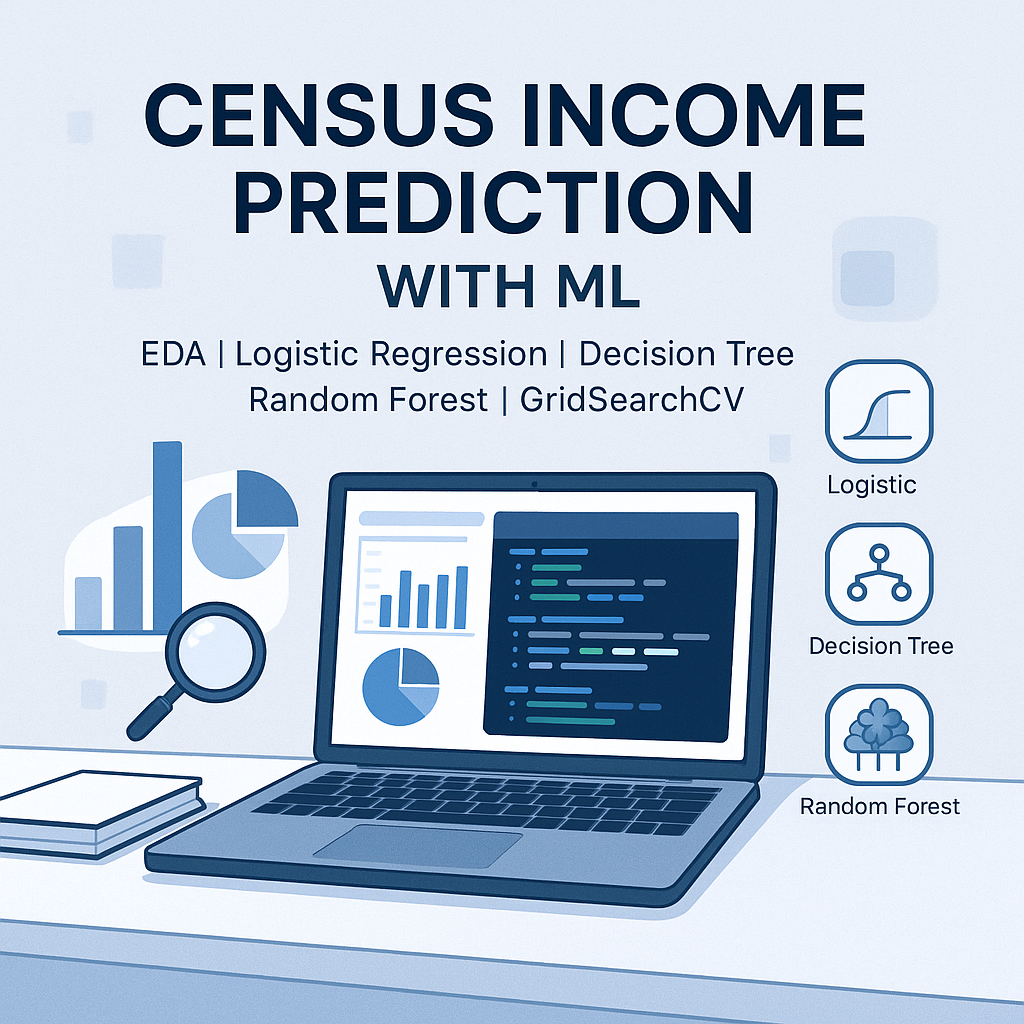 CENSUS INCOME
PREDICTION
WITH ML
EDA | Logistic Regression | Decision Tree
Random Forest | GridSearchCV
Logistic
Decision Tree
Random Forest